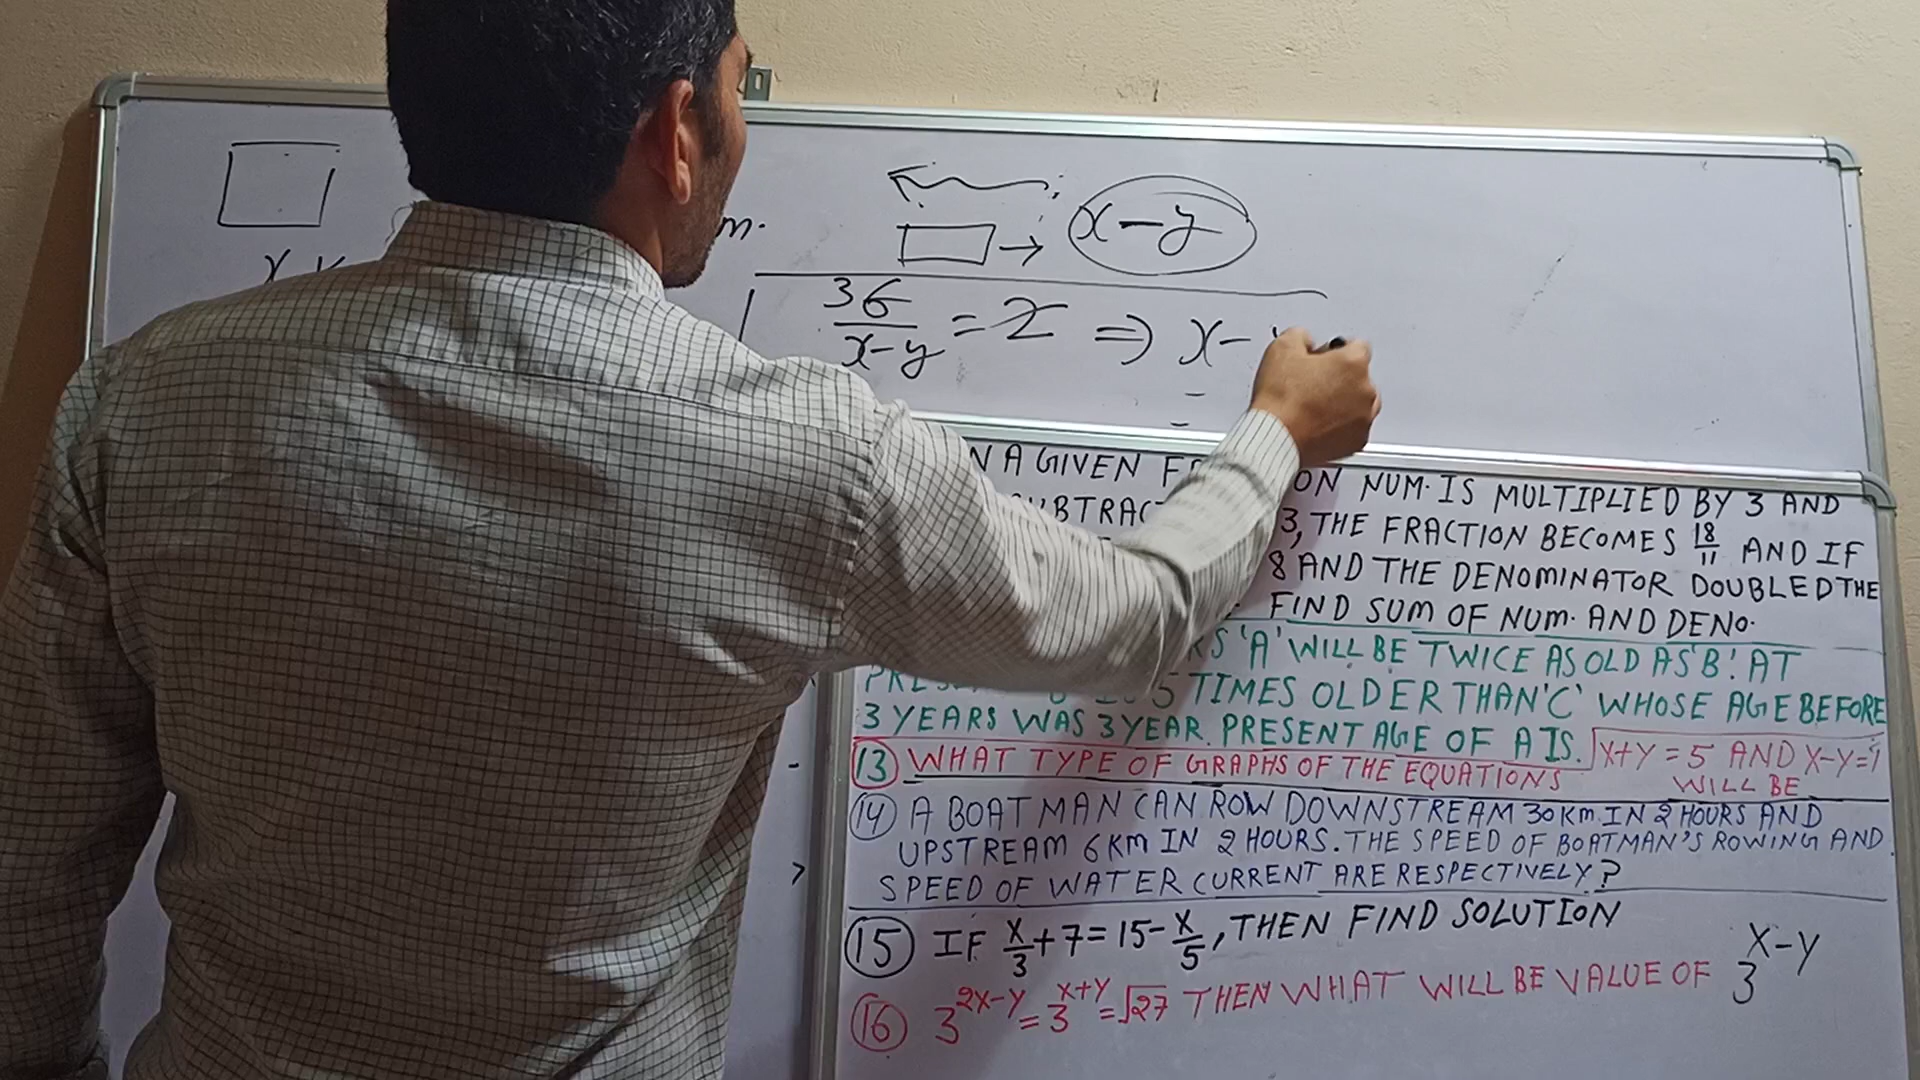 m.
x-y
36/x-y = 2 ⇒ x-
N A GIVEN ON NUM. IS MULTIPLIED BY 3 AND
3, THE FRACTION BECOMES 18/11 AND IF
8 AND THE DENOMINATOR DOUBLED THE
FIND SUM OF NUM. AND DENO.
'A' WILL BE TWICE AS OLD AS 'B'. AT
5 TIMES OLDER THAN 'C' WHOSE AGE BEFORE
3 YEARS WAS 3 YEAR. PRESENT AGE OF A IS.
(13) WHAT TYPE OF GRAPHS OF THE EQUATIONS x+y=5 AND x-y=
WILL BE
(14) A BOATMAN CAN ROW DOWNSTREAM 30 Km. IN 2 HOURS AND
UPSTREAM 6 KM IN 2 HOURS. THE SPEED OF BOATMAN'S ROWING AND
SPEED OF WATER CURRENT ARE RESPECTIVELY?
(15) IF x/3 + 7 = 15 - x/5, THEN FIND SOLUTION
(16) 3^(2x-y) = 3^(x+y) = √27 THEN WHAT WILL BE VALUE OF 3^(x-y)